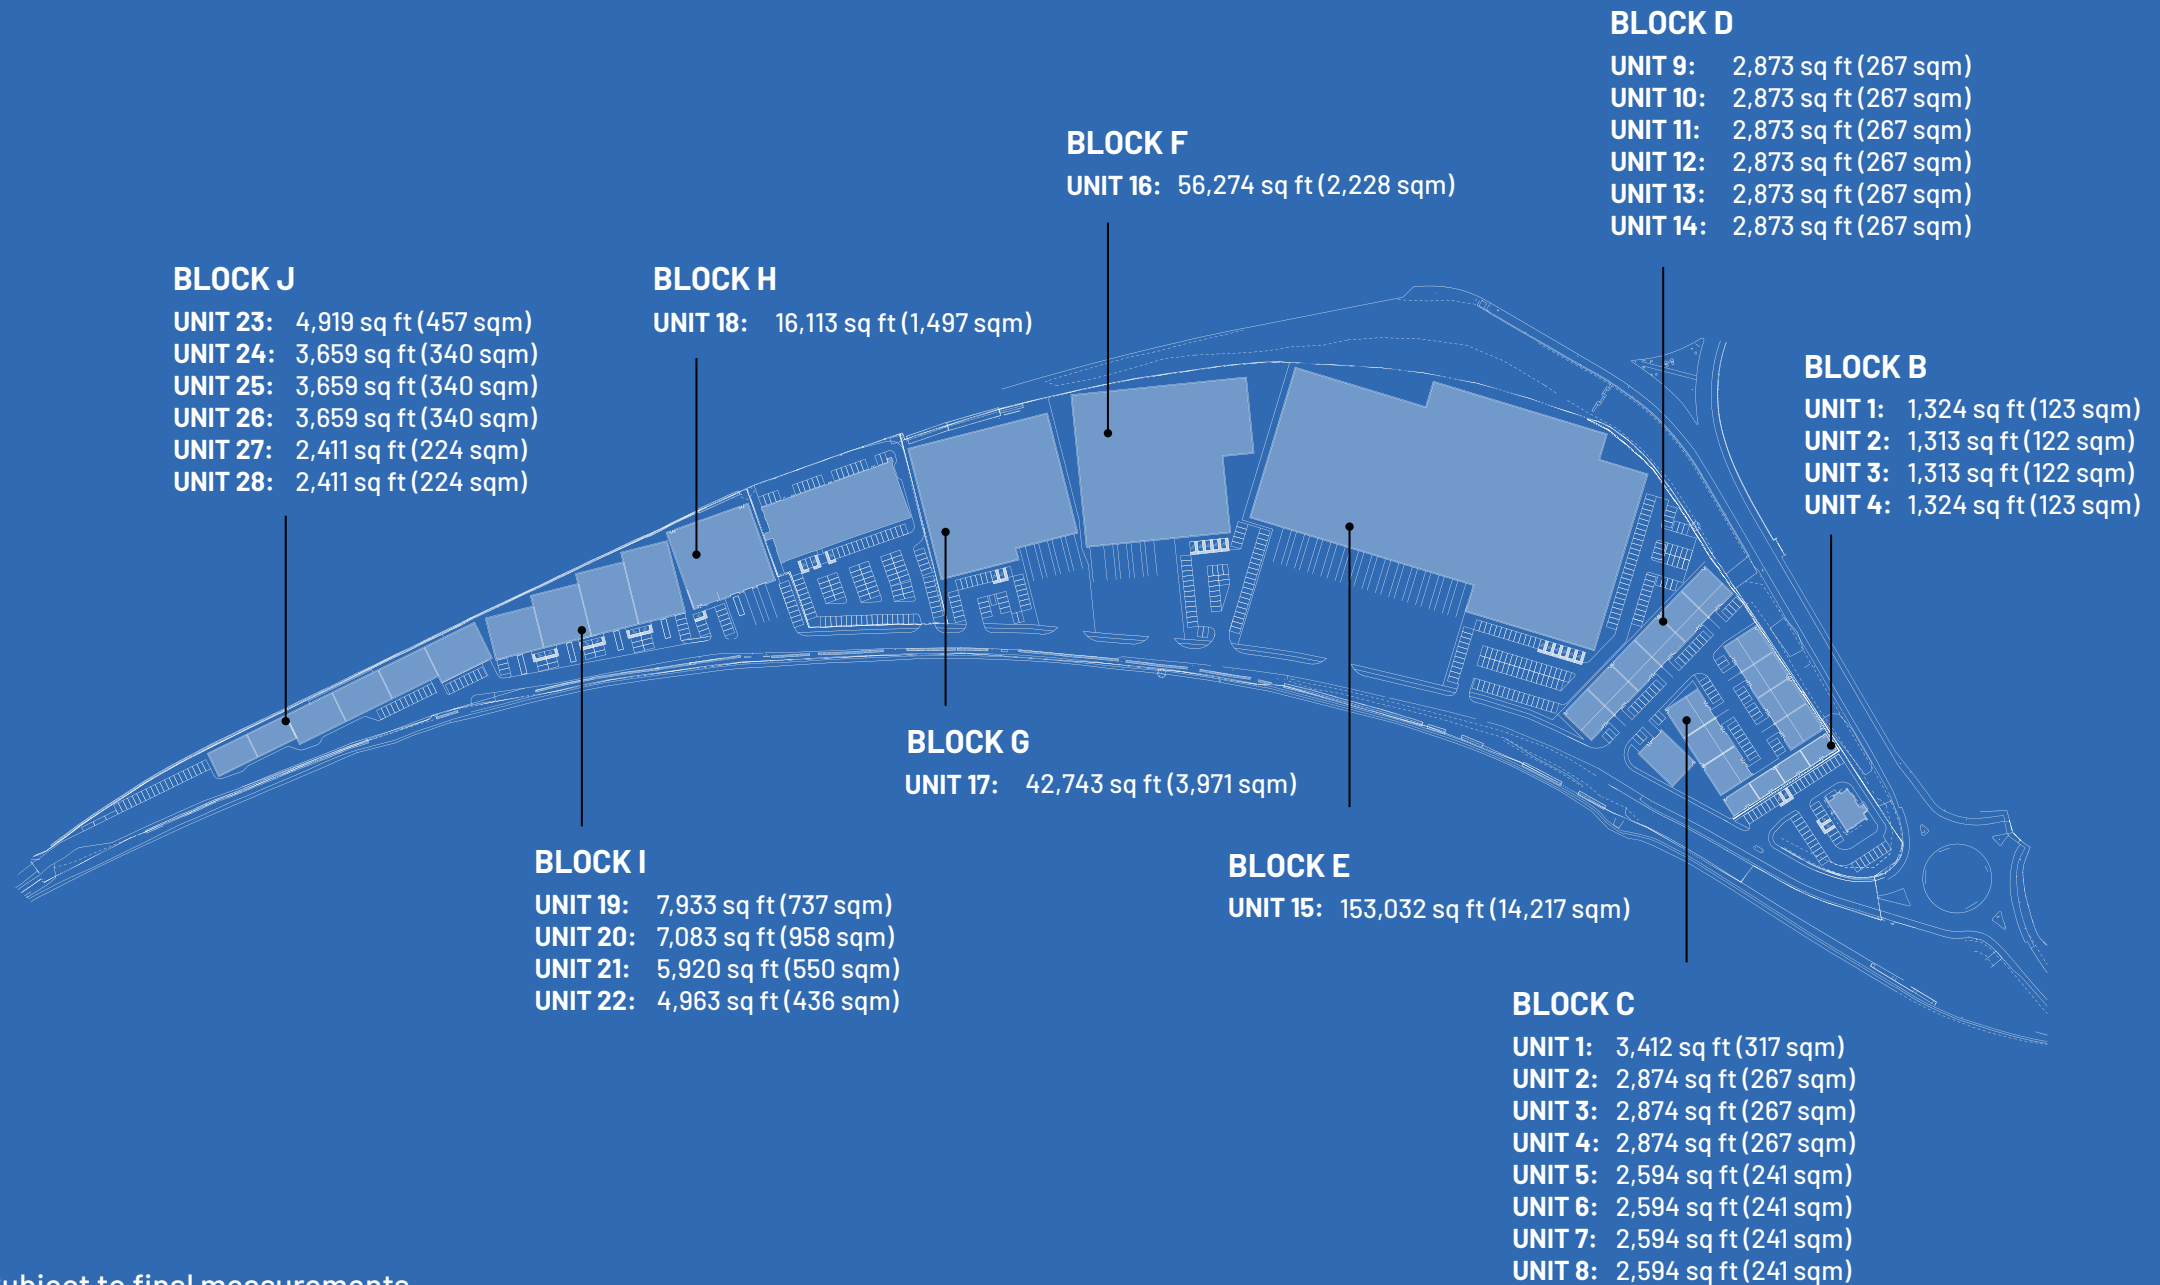 BLOCK D
UNIT 9: 2,873 sq ft (267 sqm)
UNIT 10: 2,873 sq ft (267 sqm)
UNIT 11: 2,873 sq ft (267 sqm)
UNIT 12: 2,873 sq ft (267 sqm)
UNIT 13: 2,873 sq ft (267 sqm)
UNIT 14: 2,873 sq ft (267 sqm)
BLOCK F
UNIT 16: 56,274 sq ft (2,228 sqm)
BLOCK J
UNIT 23: 4,919 sq ft (457 sqm)
UNIT 24: 3,659 sq ft (340 sqm)
UNIT 25: 3,659 sq ft (340 sqm)
UNIT 26: 3,659 sq ft (340 sqm)
UNIT 27: 2,411 sq ft (224 sqm)
UNIT 28: 2,411 sq ft (224 sqm)
BLOCK H
UNIT 18: 16,113 sq ft (1,497 sqm)
BLOCK B
UNIT 1: 1,324 sq ft (123 sqm)
UNIT 2: 1,313 sq ft (122 sqm)
UNIT 3: 1,313 sq ft (122 sqm)
UNIT 4: 1,324 sq ft (123 sqm)
BLOCK G
UNIT 17: 42,743 sq ft (3,971 sqm)
BLOCK I
UNIT 19: 7,933 sq ft (737 sqm)
UNIT 20: 7,083 sq ft (958 sqm)
UNIT 21: 5,920 sq ft (550 sqm)
UNIT 22: 4,963 sq ft (436 sqm)
BLOCK E
UNIT 15: 153,032 sq ft (14,217 sqm)
BLOCK C
UNIT 1: 3,412 sq ft (317 sqm)
UNIT 2: 2,874 sq ft (267 sqm)
UNIT 3: 2,874 sq ft (267 sqm)
UNIT 4: 2,874 sq ft (267 sqm)
UNIT 5: 2,594 sq ft (241 sqm)
UNIT 6: 2,594 sq ft (241 sqm)
UNIT 7: 2,594 sq ft (241 sqm)
UNIT 8: 2,594 sq ft (241 sqm)
ubject to final measurements